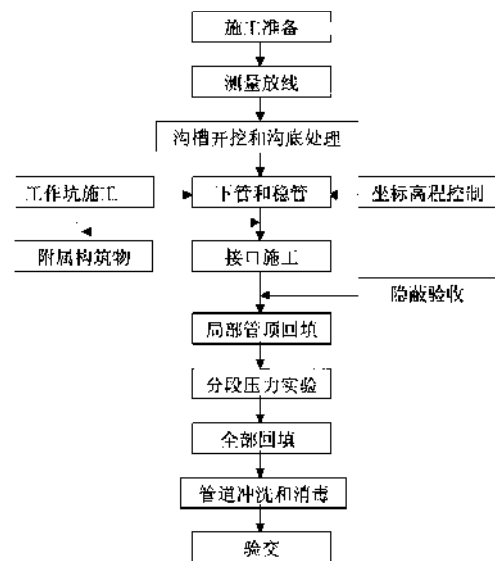 施工准备
测量放线
沟槽开挖和沟底处理
工作坑施工
下管和稳管
坐标高程控制
附属构筑物
接口施工
隐蔽验收
局部管顶回填
分段压力实验
全部回填
管道冲洗和消毒
验交